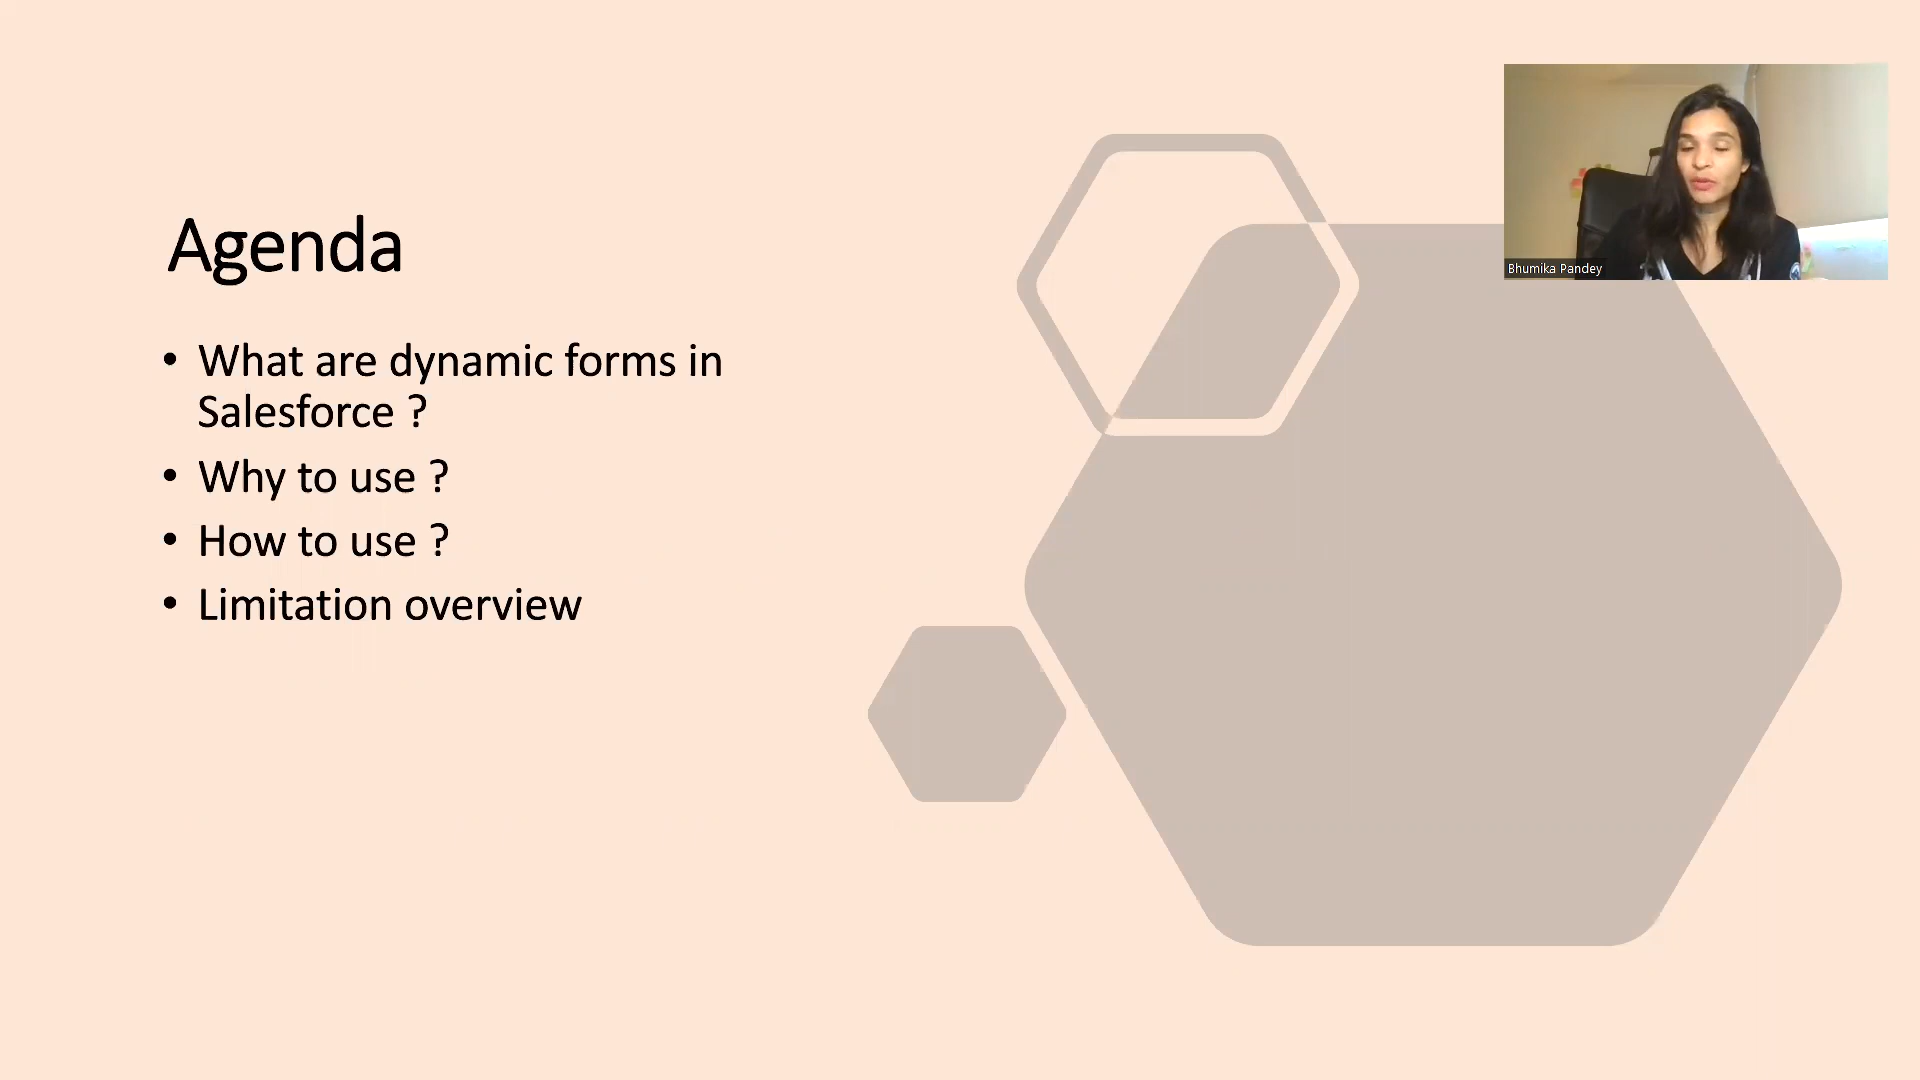 Agenda
• What are dynamic forms in
Salesforce ?
• Why to use ?
• How to use ?
• Limitation overview
Bhumika Pandey